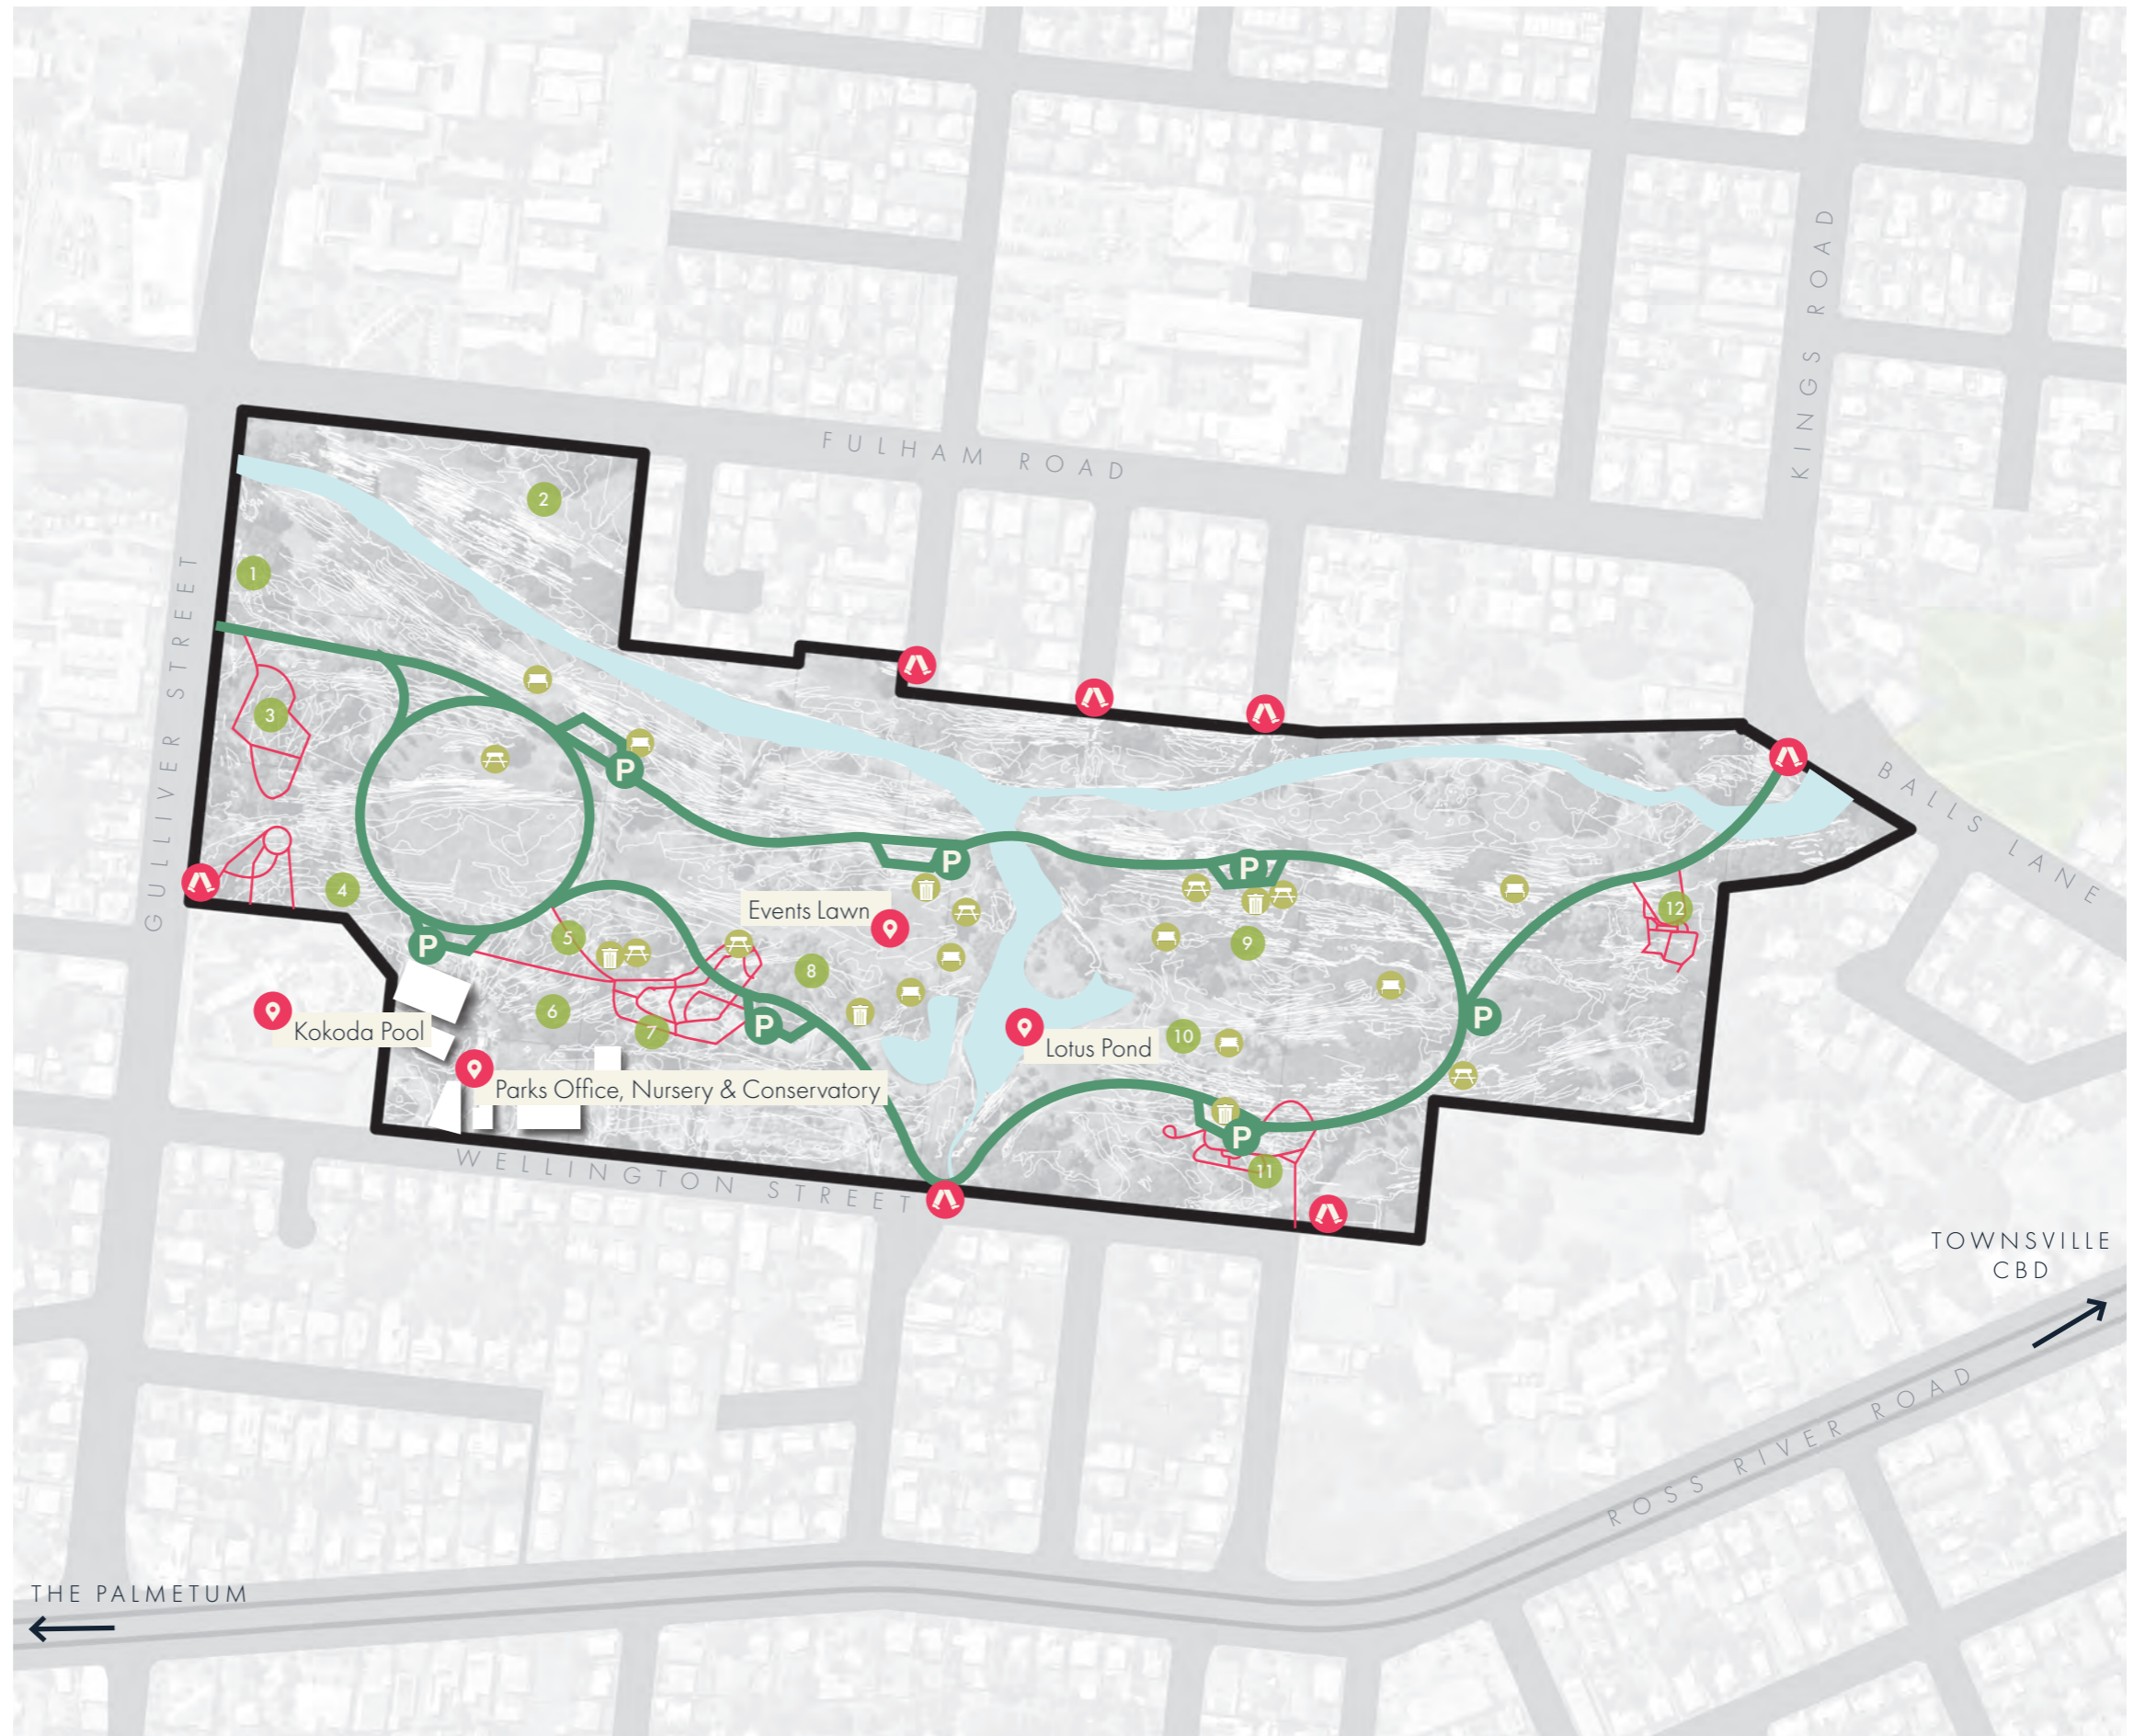 FULHAM ROAD
KINGS ROAD
2
1
GULLIVER STREET
3
P
BALLS LANE
P
P
4
Events Lawn
12
5
P
9
8
Kokoda Pool
6
7
P
Lotus Pond
10
P
Parks Office, Nursery & Conservatory
P
11
WELLINGTON STREET
TOWNSVILLE
CBD
ROSS RIVER ROAD
THE PALMETUM